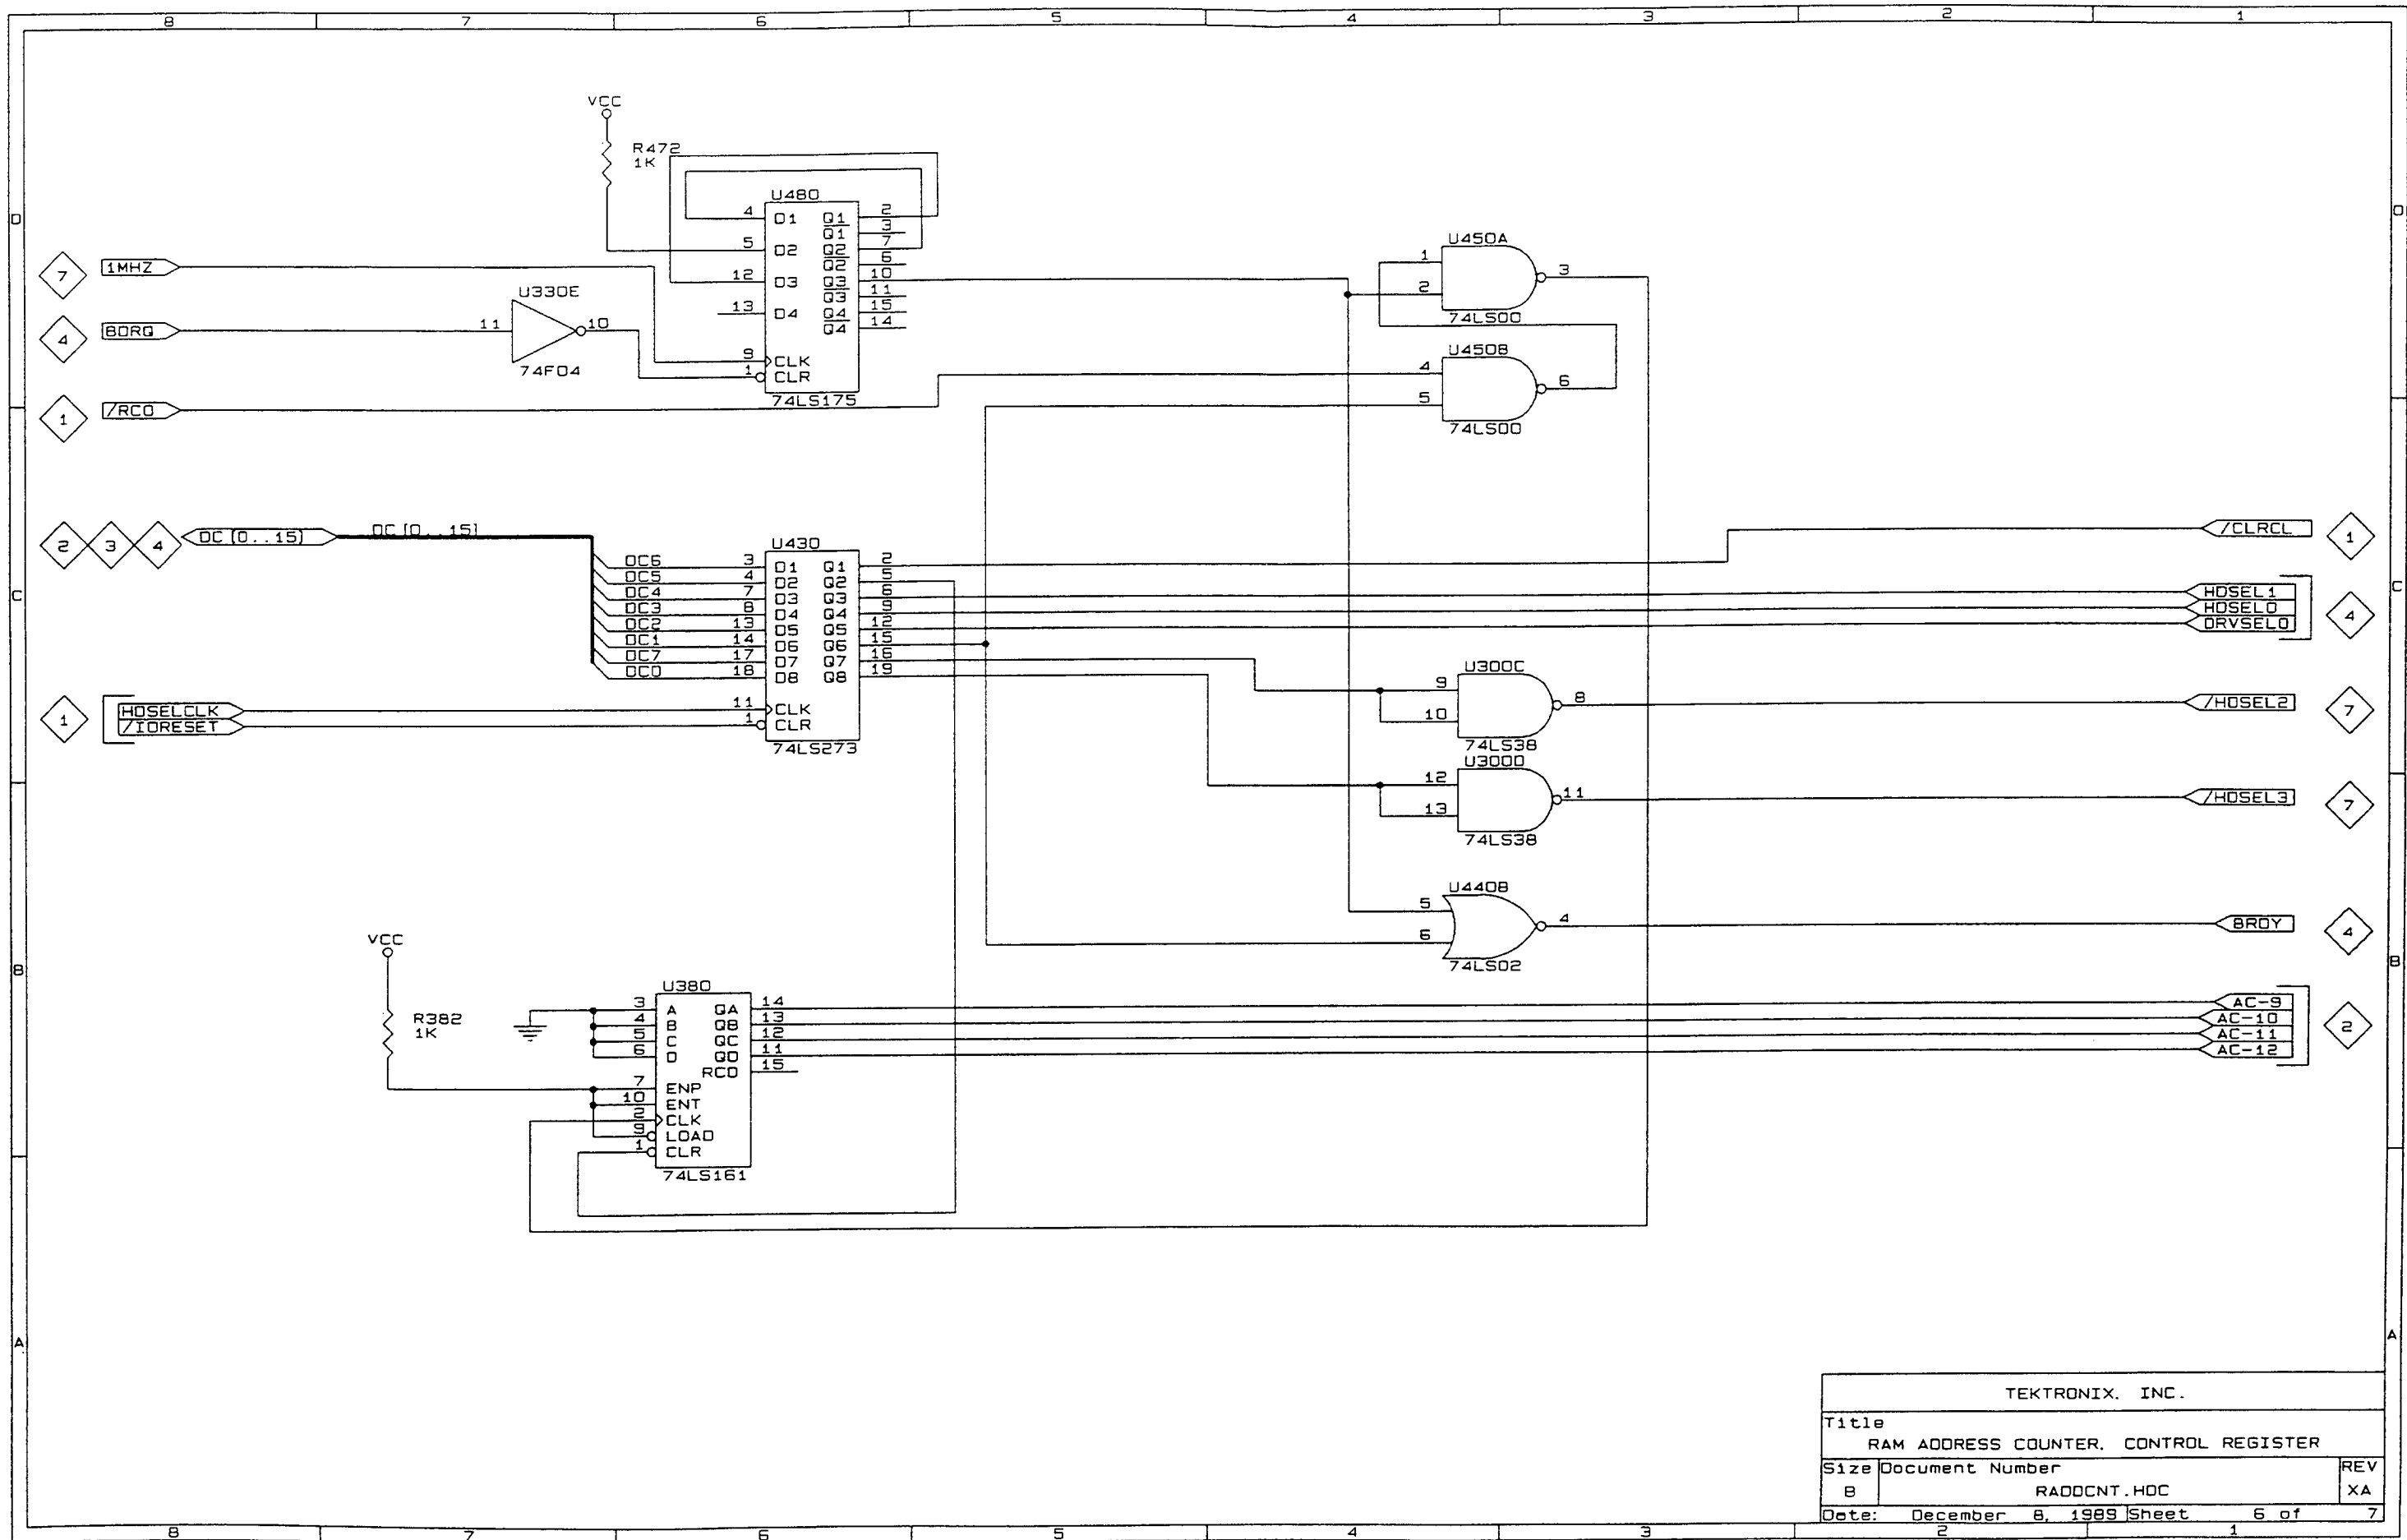 8 7 6 5 4 3 2 1
VCC
R472
1K
U480
4 D1 Q1 2
Q1 3
5 D2 Q2 7
Q2 6
12 D3 Q3 10
Q3 11
13 D4 Q4 15
Q4 14
9 CLK
1 CLR
74LS175
D
D
7 1MHZ
4 BDRQ
11 U330E 10
74F04
1 /RCO
U450A
1
2
3
74LS00
U450B
4
5
6
74LS00
2 3 4 DC[0..15] DC[0..15]
U430
DC6 3 D1 Q1 2
DC5 4 D2 Q2 5
DC4 7 D3 Q3 6
DC3 8 D4 Q4 9
DC2 13 D5 Q5 12
DC1 14 D6 Q6 15
DC7 17 D7 Q7 16
DC0 18 D8 Q8 19
11 CLK
1 CLR
74LS273
/CLRCL 1
C
C
HDSEL1
HDSEL0
DRVSEL0
4
1 HDSELCLK
/IORESET
U300C
9
10
8
74LS38
/HDSEL2 7
U300D
12
13
11
74LS38
/HDSEL3 7
U440B
5
6
4
74LS02
BRDY 4
B
B
VCC
R382
1K
U380
3 A QA 14
4 B QB 13
5 C QC 12
6 D QD 11
RCO 15
7 ENP
10 ENT
2 CLK
9 LOAD
1 CLR
74LS161
AC-9
AC-10
AC-11
AC-12
2
A
A
TEKTRONIX. INC.
Title
RAM ADDRESS COUNTER. CONTROL REGISTER
Size Document Number REV
B RADDCNT.HDC XA
Date: December 8, 1989 Sheet 6 of 7
8 7 6 5 4 3 2 1